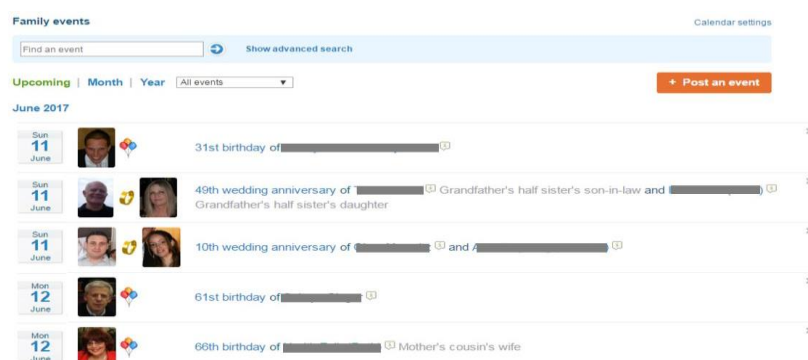 Family events
Calendar settings
Find an event
Show advanced search
Upcoming | Month | Year All events
+ Post an event
June 2017
Sun
11
June
31st birthday of
Sun
11
June
49th wedding anniversary of Grandfather's half sister's son-in-law and
Grandfather's half sister's daughter
Sun
11
June
10th wedding anniversary of and
Mon
12
June
61st birthday of
Mon
12
June
66th birthday of Mother's cousin's wife